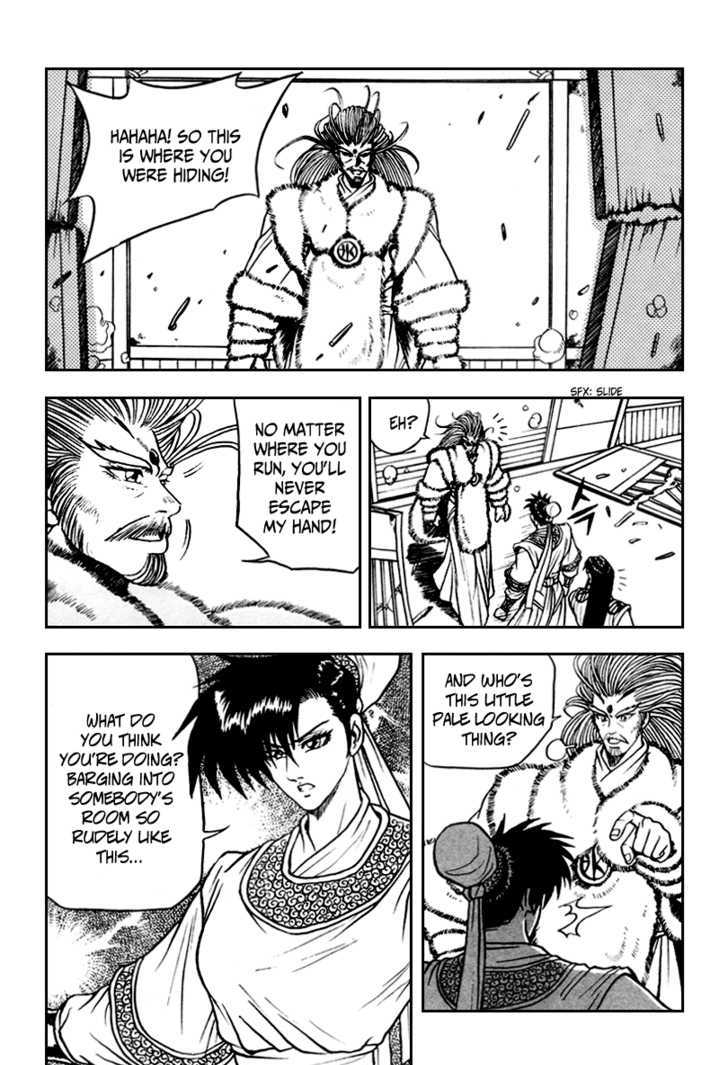 HAHAHA! SO THIS
IS WHERE YOU
WERE HIDING!
NO MATTER
WHERE YOU
RUN, YOU'LL
NEVER
ESCAPE
MY HAND!
SFX: SLIDE
EH?
WHAT DO
YOU THINK
YOU'RE DOING?
BARGING INTO
SOMEBODY'S
ROOM SO
RUDELY LIKE
THIS...
AND WHO'S
THIS LITTLE
PALE LOOKING
THING?